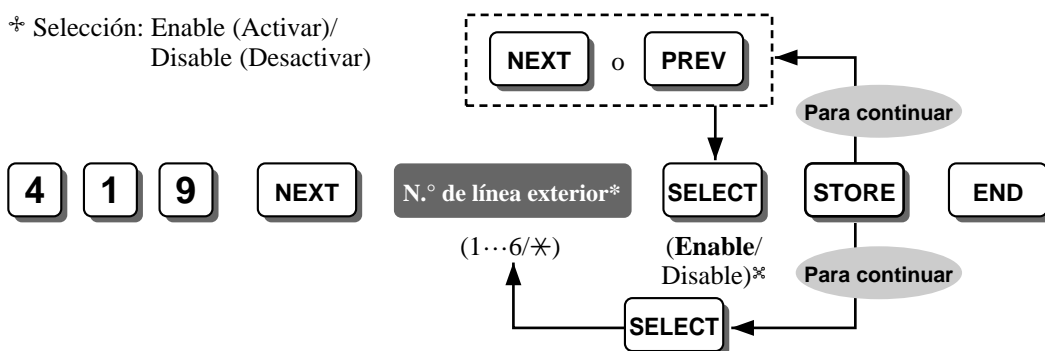 ✢ Selección: Enable (Activar)/
Disable (Desactivar)
NEXT o PREV
Para continuar
4 1 9 NEXT N.° de línea exterior* SELECT STORE END
(1···6/✳)
(Enable/
Disable)✤
Para continuar
SELECT